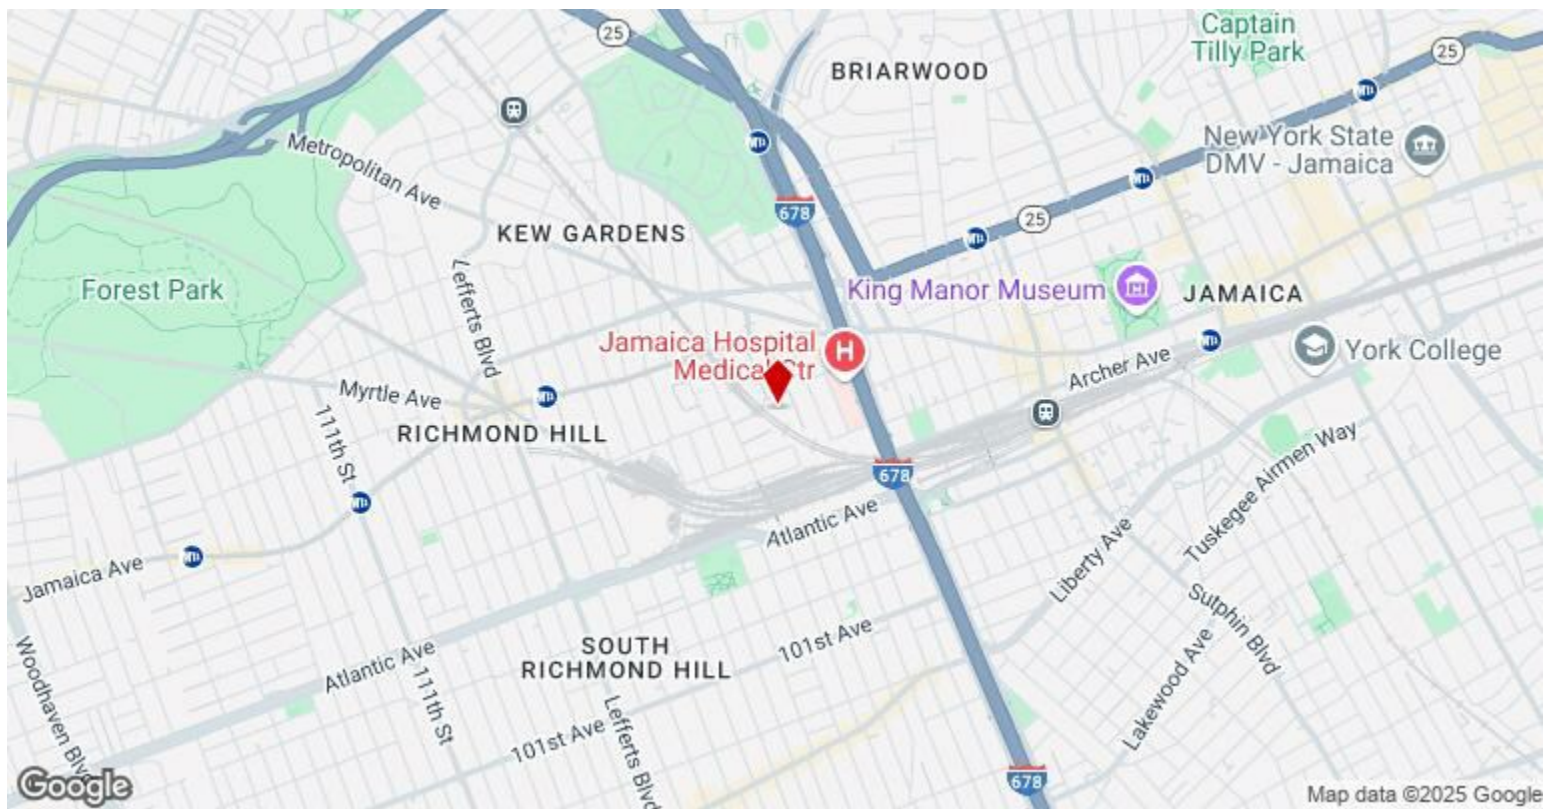 25
BRIARWOOD
Captain
Tilly Park
25
Metropolitan Ave
New York State
DMV - Jamaica
678
25
KEW GARDENS
Forest Park
Lefferts Blvd
King Manor Museum
JAMAICA
Jamaica Hospital
Medical Ctr
H
York College
Archer Ave
Myrtle Ave
111th St
RICHMOND HILL
678
Atlantic Ave
Tuskegee Airmen Way
Liberty Ave
Jamaica Ave
Sutphin Blvd
SOUTH
RICHMOND HILL
101st Ave
Woodhaven Blvd
Atlantic Ave
111th St
Lefferts Blvd
101st Ave
Lakewood Ave
678
Google
Map data ©2025 Google